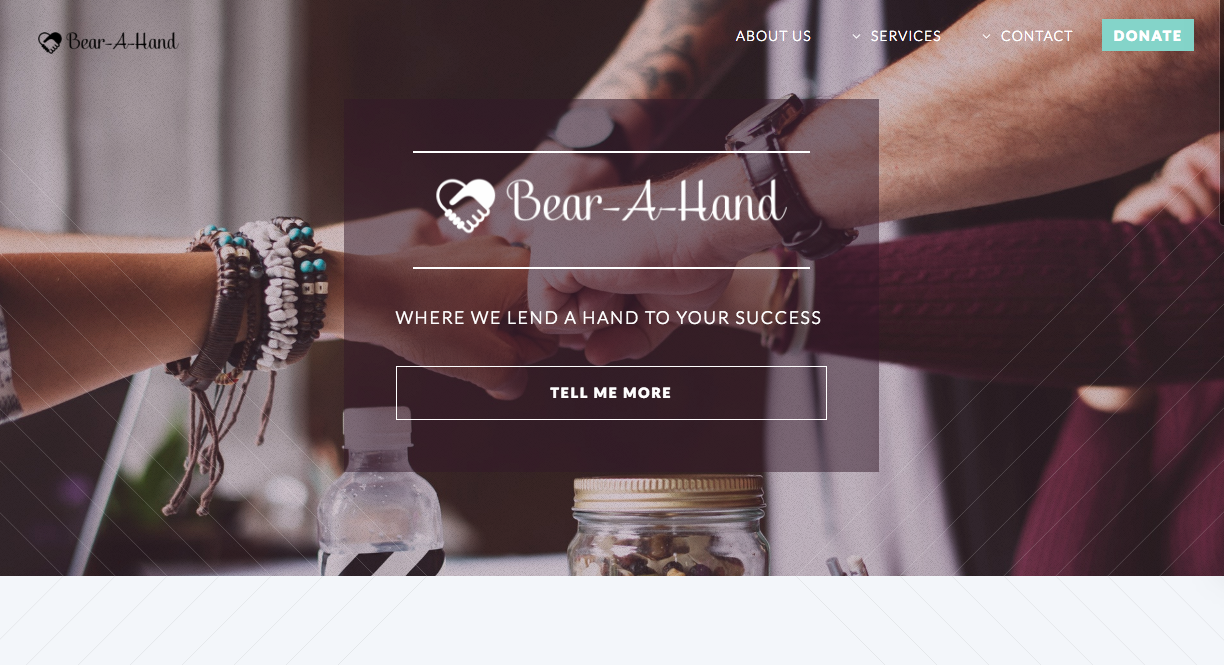 Bear-A-Hand
ABOUT US
SERVICES
CONTACT
DONATE
Bear-A-Hand
WHERE WE LEND A HAND TO YOUR SUCCESS
TELL ME MORE